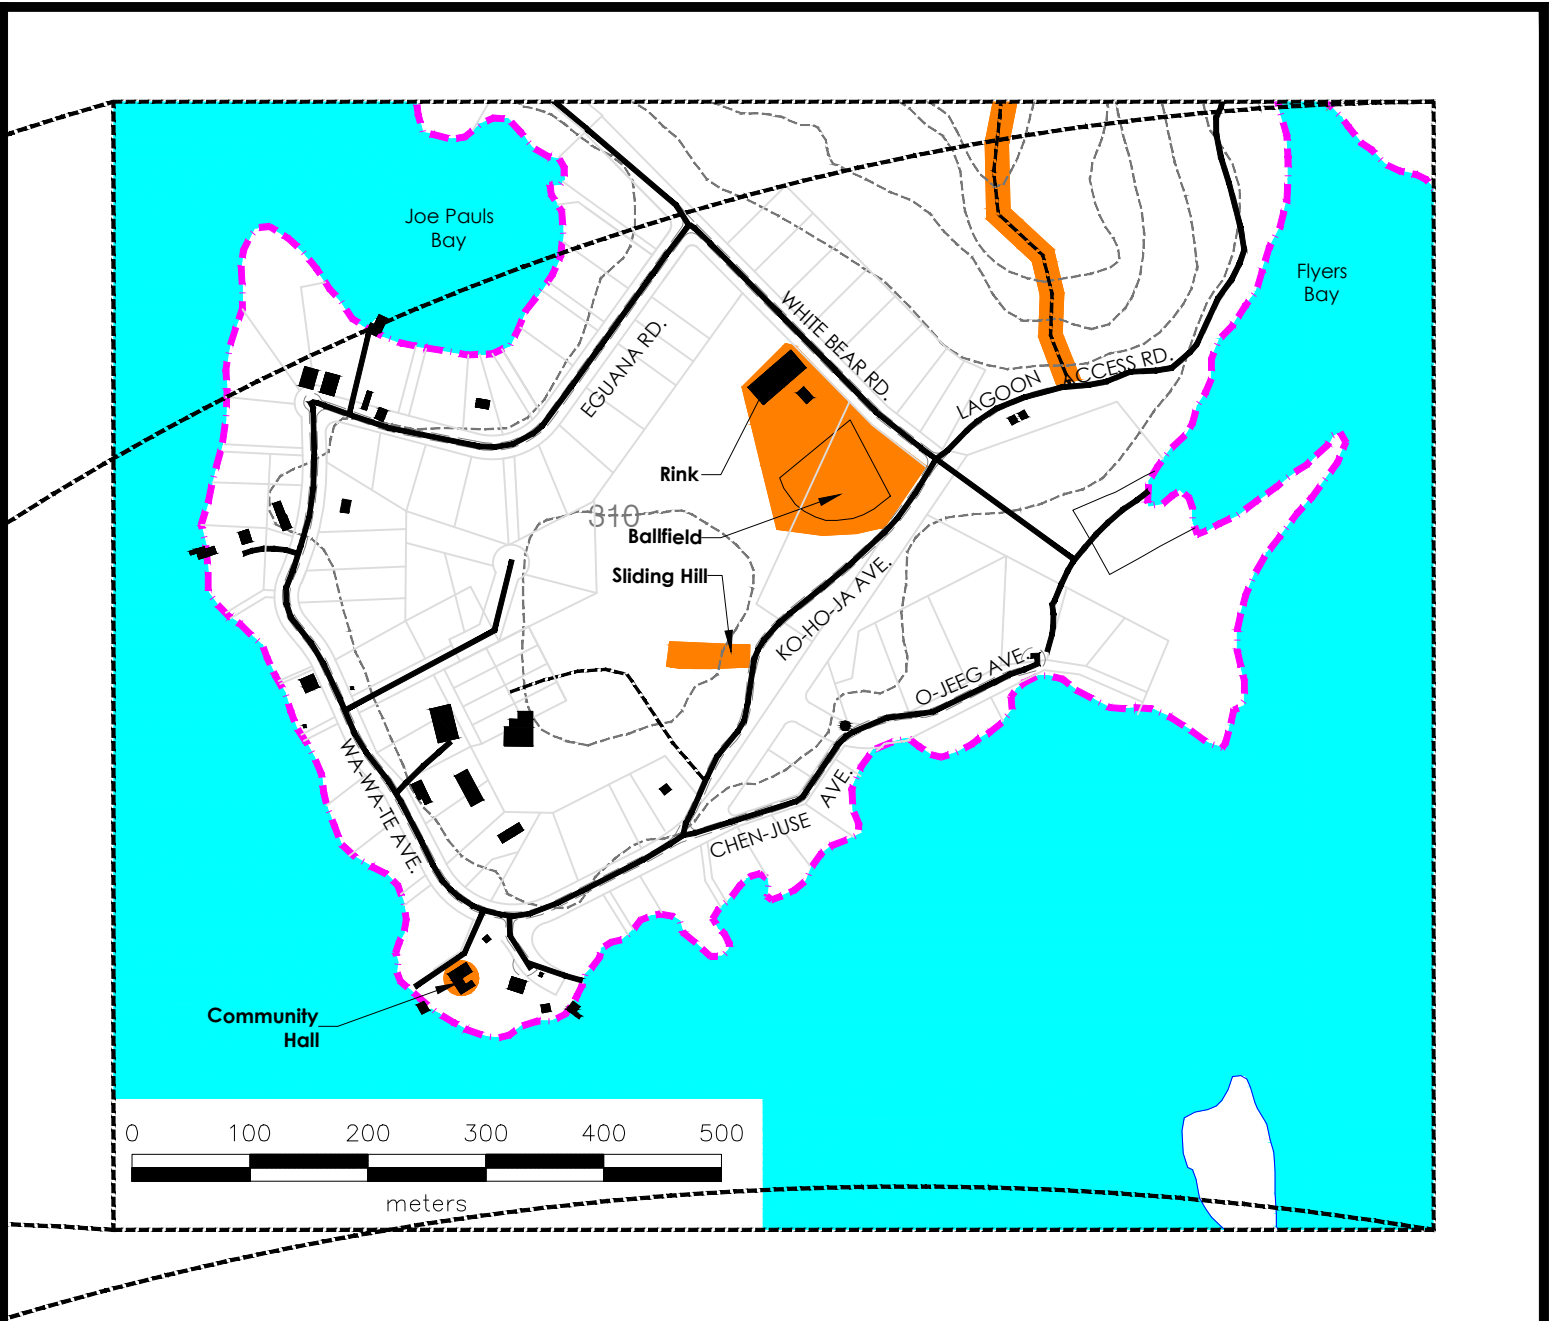 Joe Pauls
Bay
Flyers
Bay
WHITE BEAR RD.
EGUANA RD.
LAGOON ACCESS RD.
Rink
310
Ballfield
Sliding Hill
KO-HO-JA AVE.
O-JEEG AVE.
WA-WA-TE AVE.
CHEN-JUSE AVE.
Community
Hall
0 100 200 300 400 500
meters